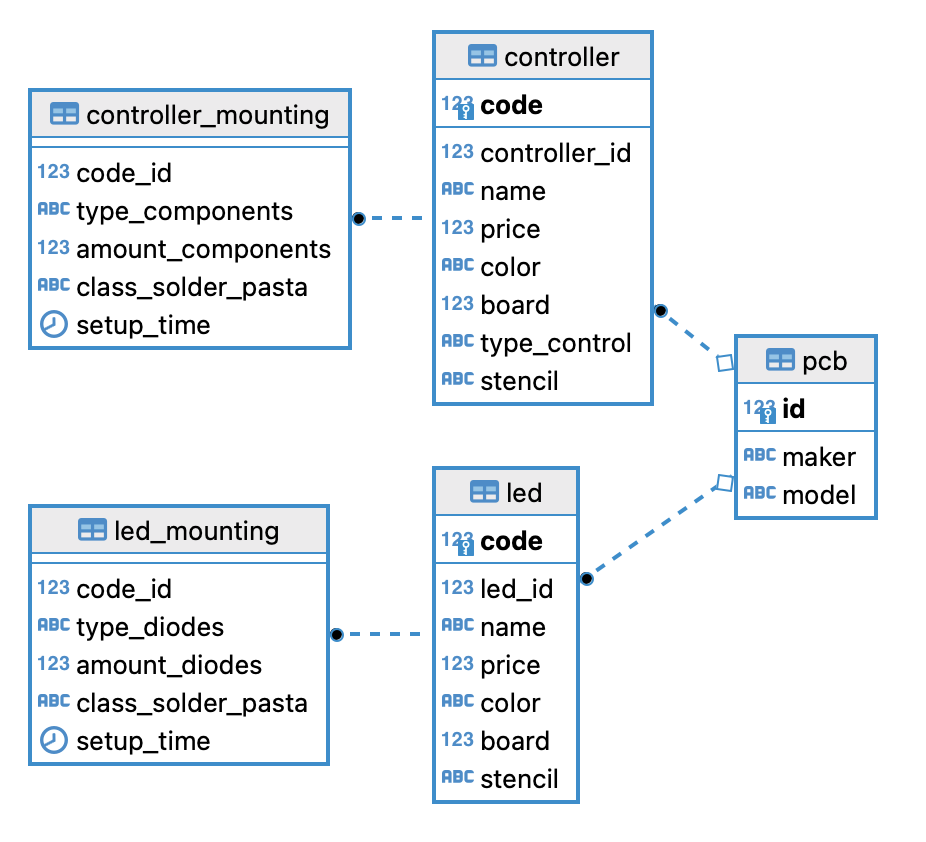 controller_mounting
123 code_id
ABC type_components
123 amount_components
ABC class_solder_pasta
setup_time
controller
123 code
123 controller_id
ABC name
123 price
ABC color
123 board
ABC type_control
ABC stencil
pcb
123 id
ABC maker
ABC model
led_mounting
123 code_id
ABC type_diodes
123 amount_diodes
ABC class_solder_pasta
setup_time
led
123 code
123 led_id
ABC name
123 price
ABC color
123 board
ABC stencil